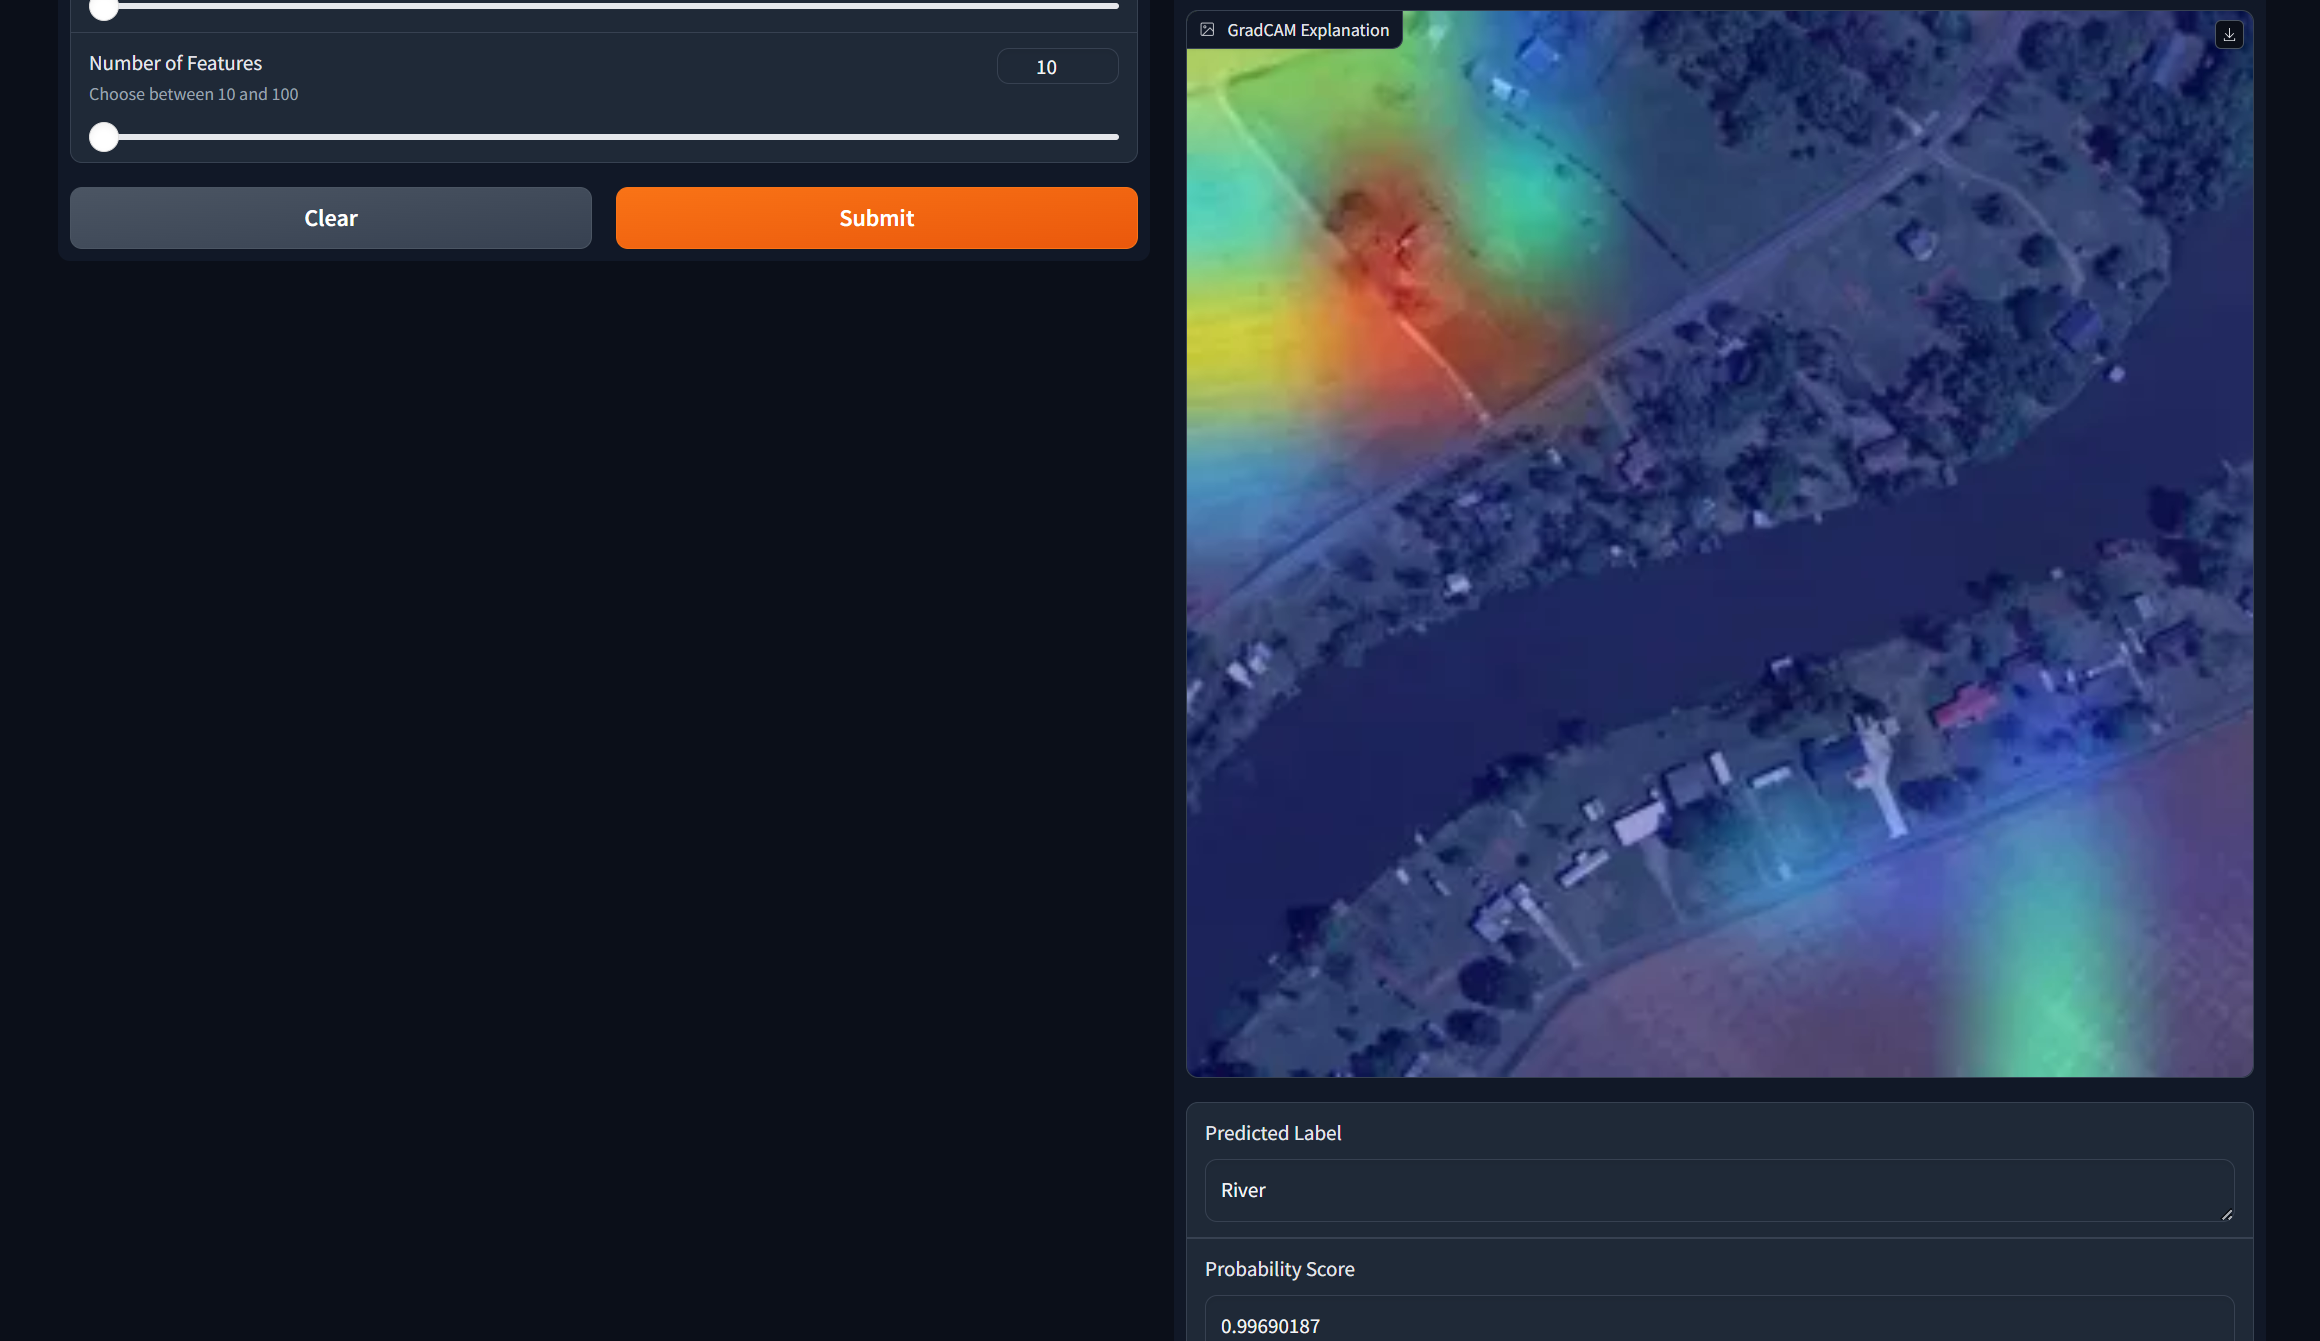 Number of Features
10
Choose between 10 and 100
Clear
Submit
GradCAM Explanation
Predicted Label
River
Probability Score
0.99690187